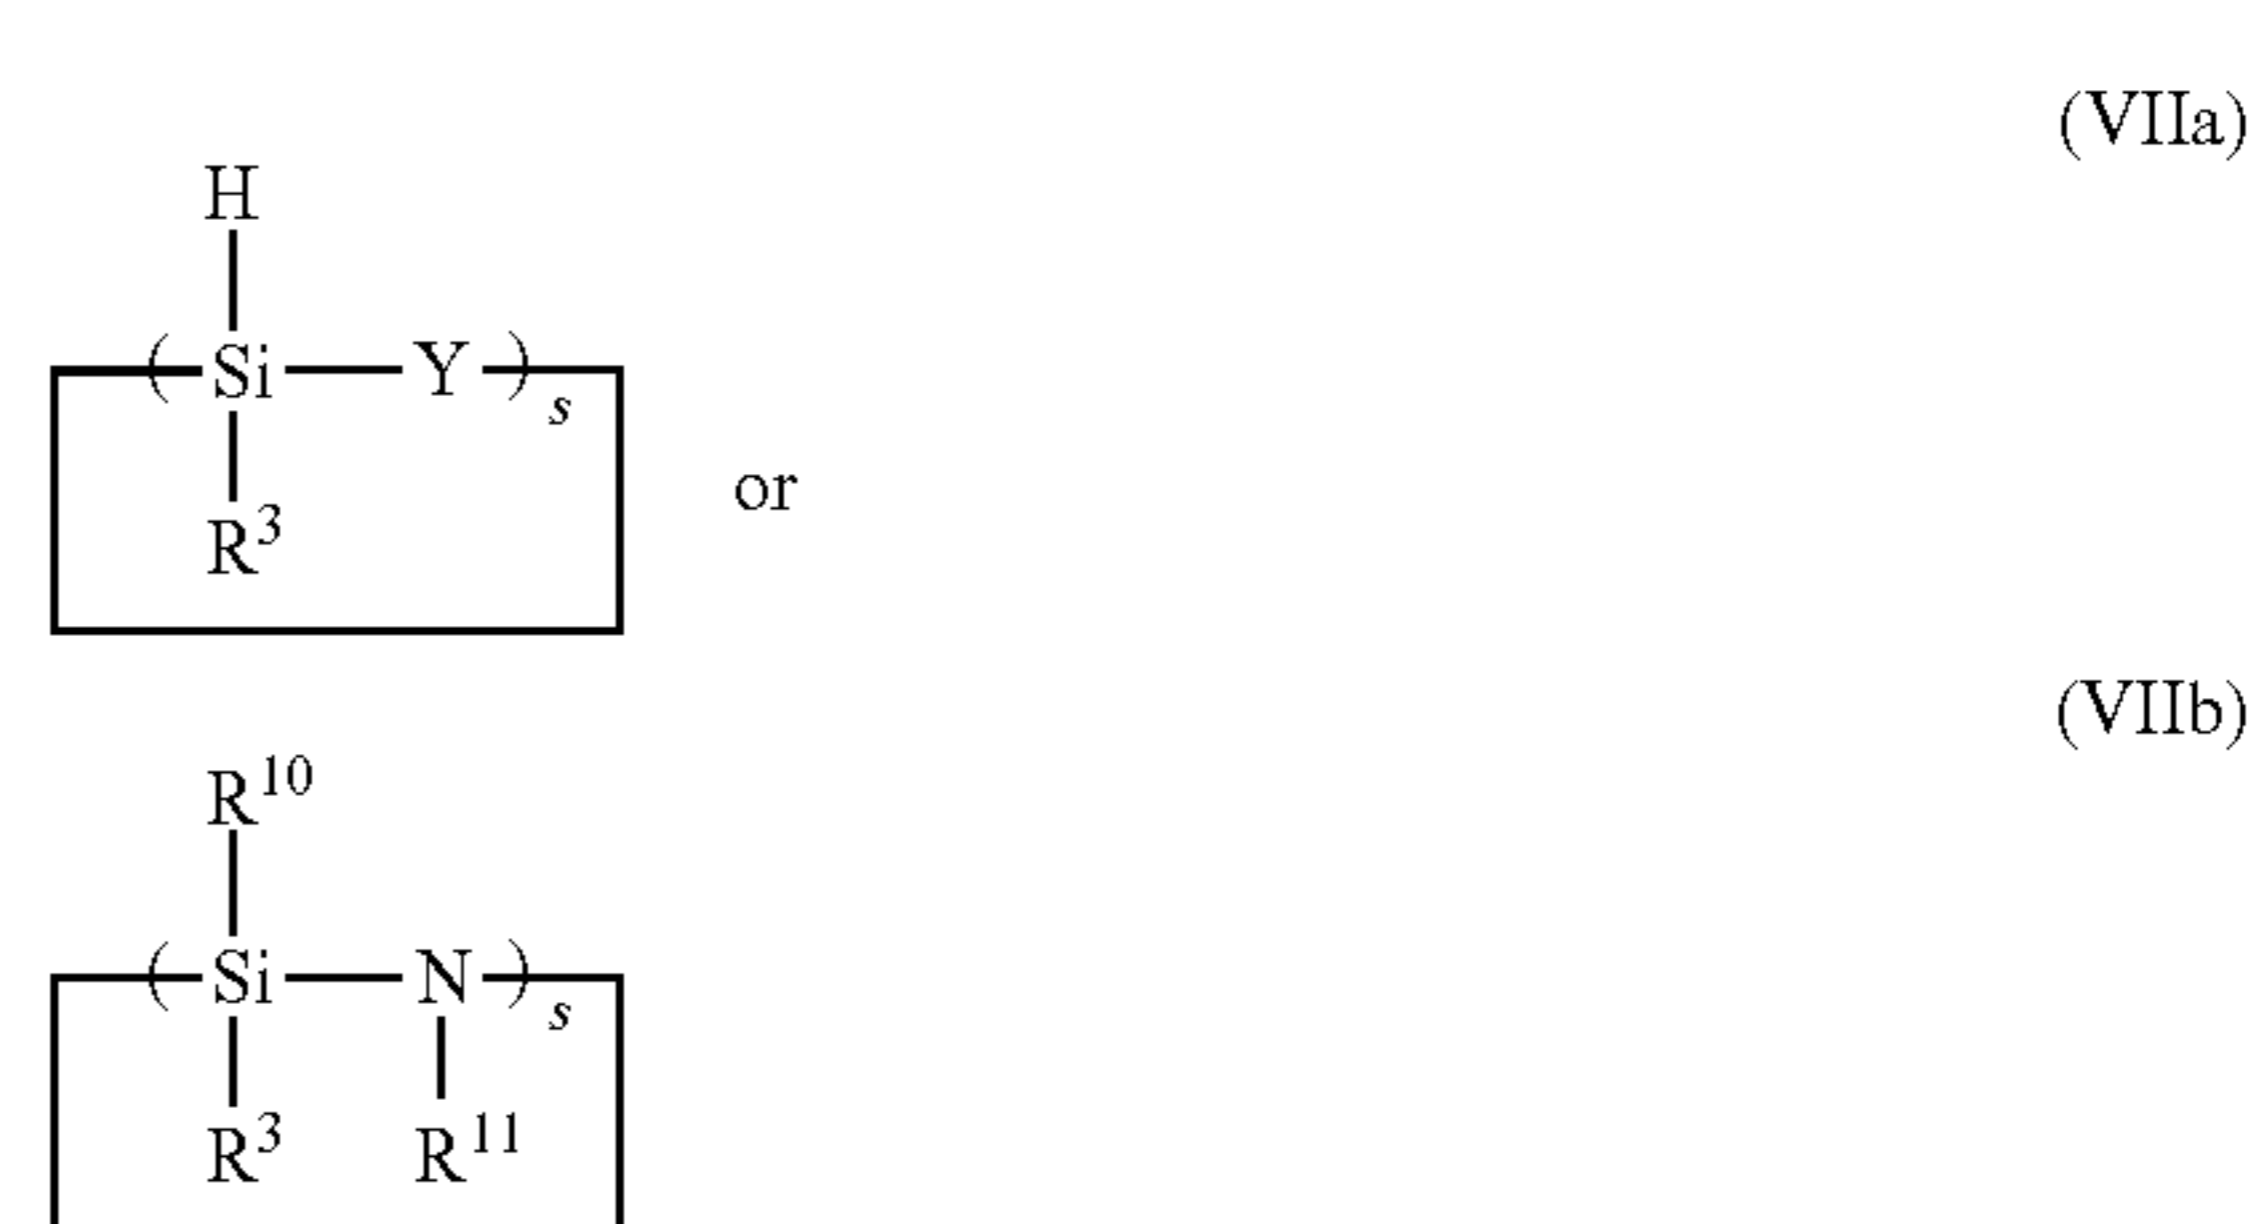 (VIIa)
H
( Si — Y )s
or
R3
(VIIb)
R10
( Si — N )s
R3 R11